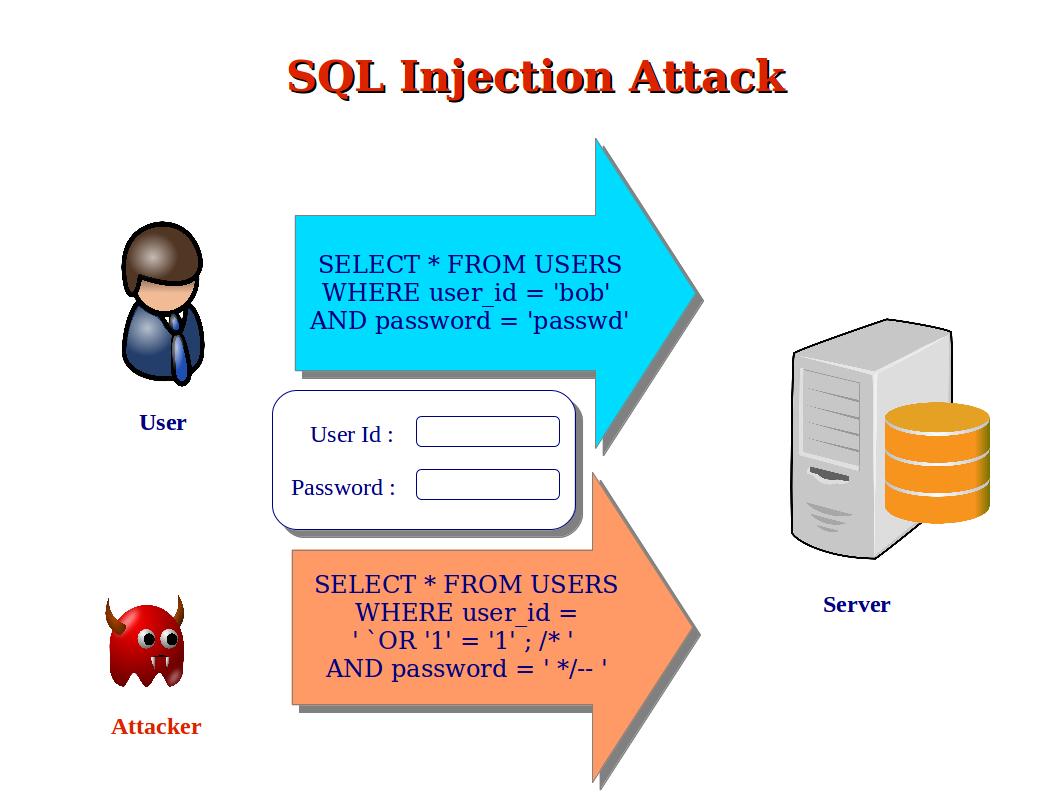 SQL Injection Attack
SELECT * FROM USERS
WHERE user_id = 'bob'
AND password = 'passwd'
User
User Id :
Password :
SELECT * FROM USERS
WHERE user_id =
' `OR '1' = '1' ; /* '
AND password = ' */-- '
Server
Attacker